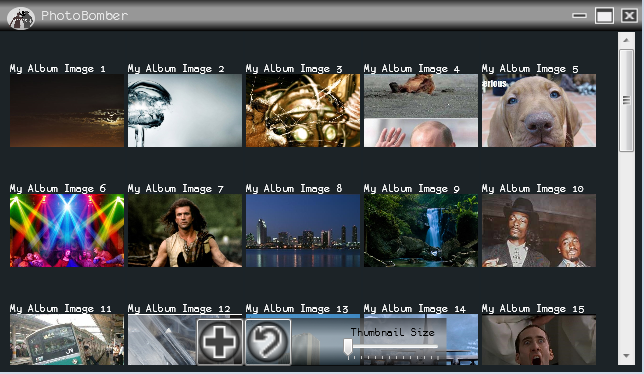 PhotoBomber
My Album Image 1
My Album Image 2
My Album Image 3
My Album Image 4
My Album Image 5
erious.
My Album Image 6
My Album Image 7
My Album Image 8
My Album Image 9
My Album Image 10
My Album Image 11
My Album Image 12
My Album Image 13
My Album Image 14
My Album Image 15
Thumbnail Size